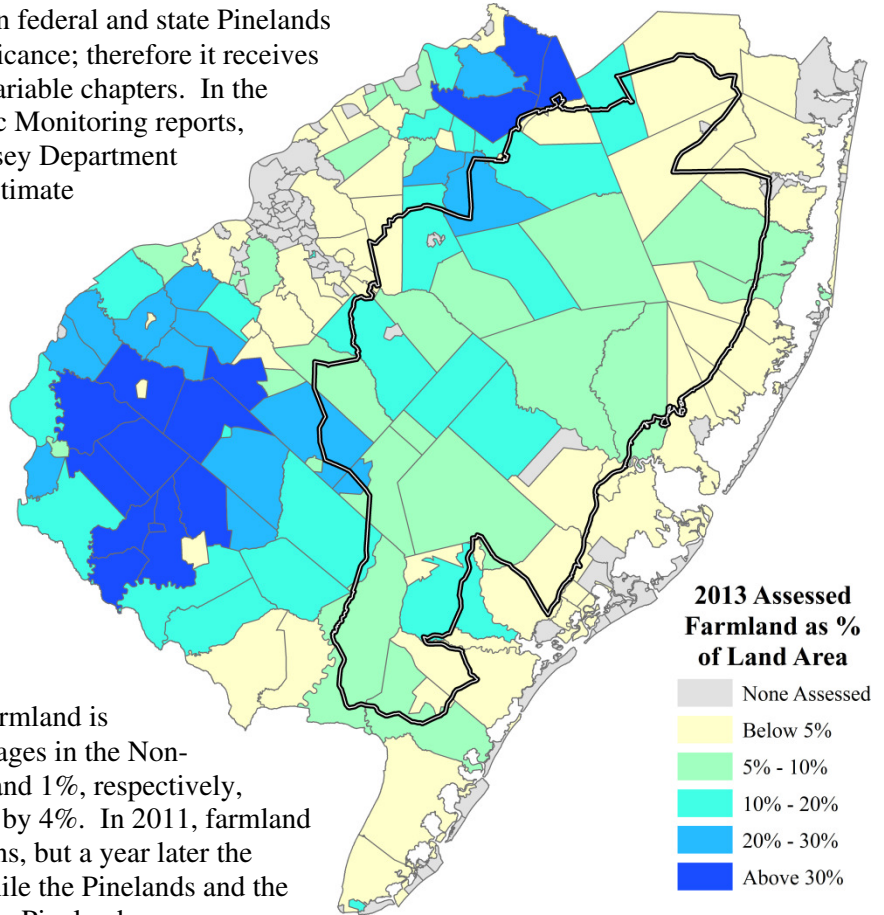 n federal and state Pinelands
icance; therefore it receives
ariable chapters. In the
c Monitoring reports,
sey Department
timate
2013 Assessed
Farmland as %
of Land Area
None Assessed
Below 5%
5% - 10%
10% - 20%
20% - 30%
Above 30%
rmland is
ages in the Non-
and 1%, respectively,
by 4%. In 2011, farmland
ns, but a year later the
ile the Pinelands and the